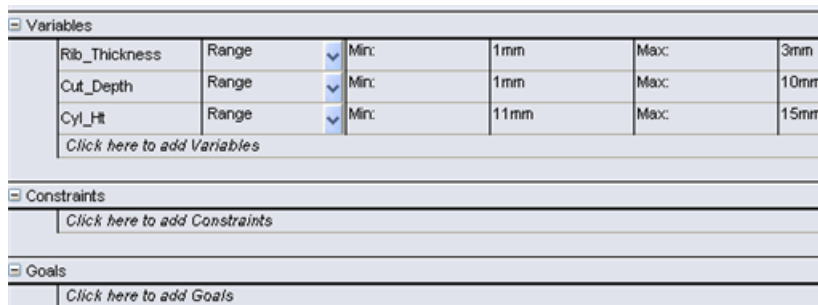 Variables
Rib_Thickness Range Min: 1mm Max: 3mm
Cut_Depth Range Min: 1mm Max: 10mm
Cyl_Ht Range Min: 11mm Max: 15mm
Click here to add Variables
Constraints
Click here to add Constraints
Goals
Click here to add Goals